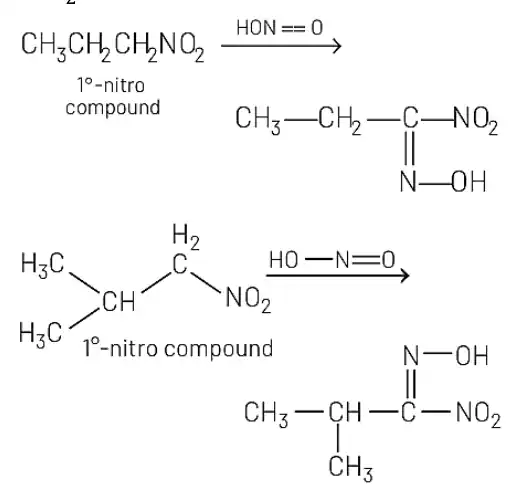 2
CH₃CH₂CH₂NO₂ HON == O
1°-nitro
compound
CH₃—CH₂—C—NO₂
||
N—OH
H₂
H₃C C HO—N=O
CH NO₂
H₃C 1°-nitro compound
N—OH
||
CH₃—CH—C—NO₂
|
CH₃